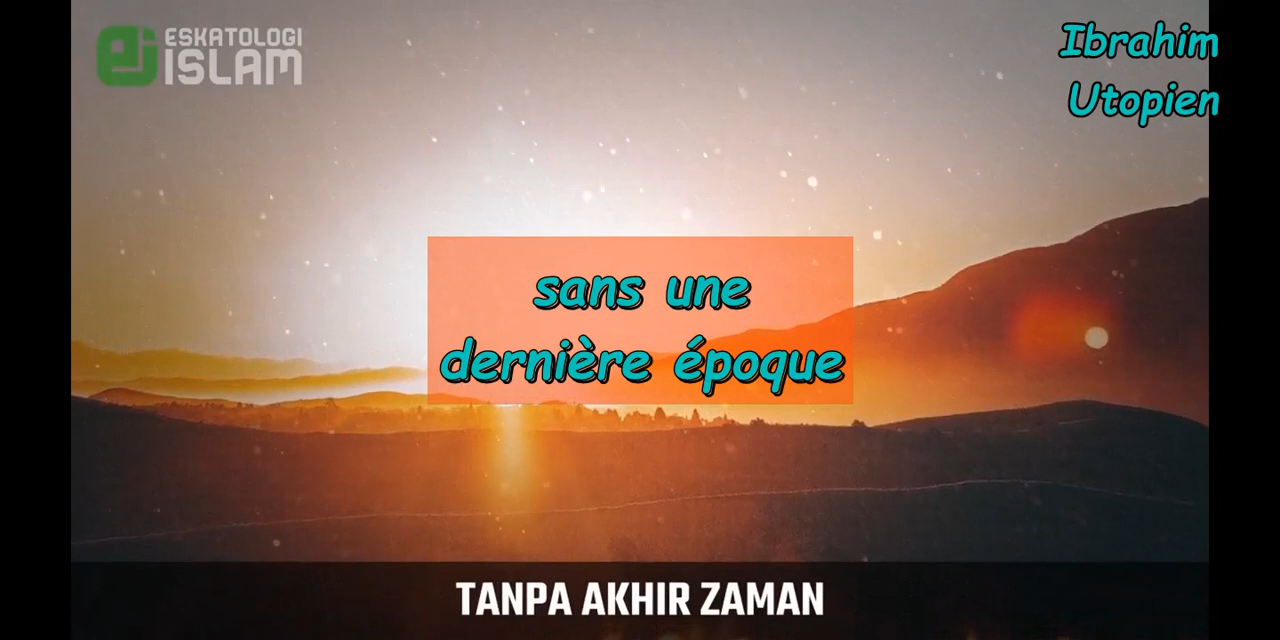 ESKATOLOGI
ISLAM
Ibrahim
Utopien
sans une
dernière époque
TANPA AKHIR ZAMAN